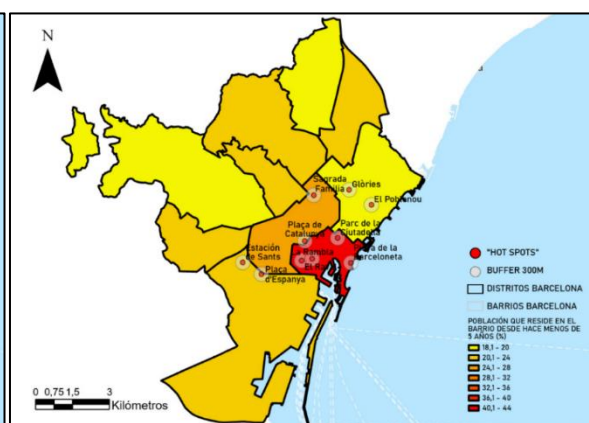 N
Sagrada
Familia
Glòries
El Poblenou
Plaça de
Catalunya
Parc de la
Ciutadella
Estación
de Sants
Plaça
d'Espanya
Rambla
El
de la
Barceloneta
"HOT SPOTS"
BUFFER 300M
DISTRITOS BARCELONA
BARRIOS BARCELONA
POBLACIÓN QUE RESIDE EN EL
BARRIO DESDE HACE MENOS DE
5 AÑOS (%)
18,1 - 20
20,1 - 24
24,1 - 28
28,1 - 32
32,1 - 36
36,1 - 40
40,1 - 44
0 0,75 1,5 3
Kilómetros